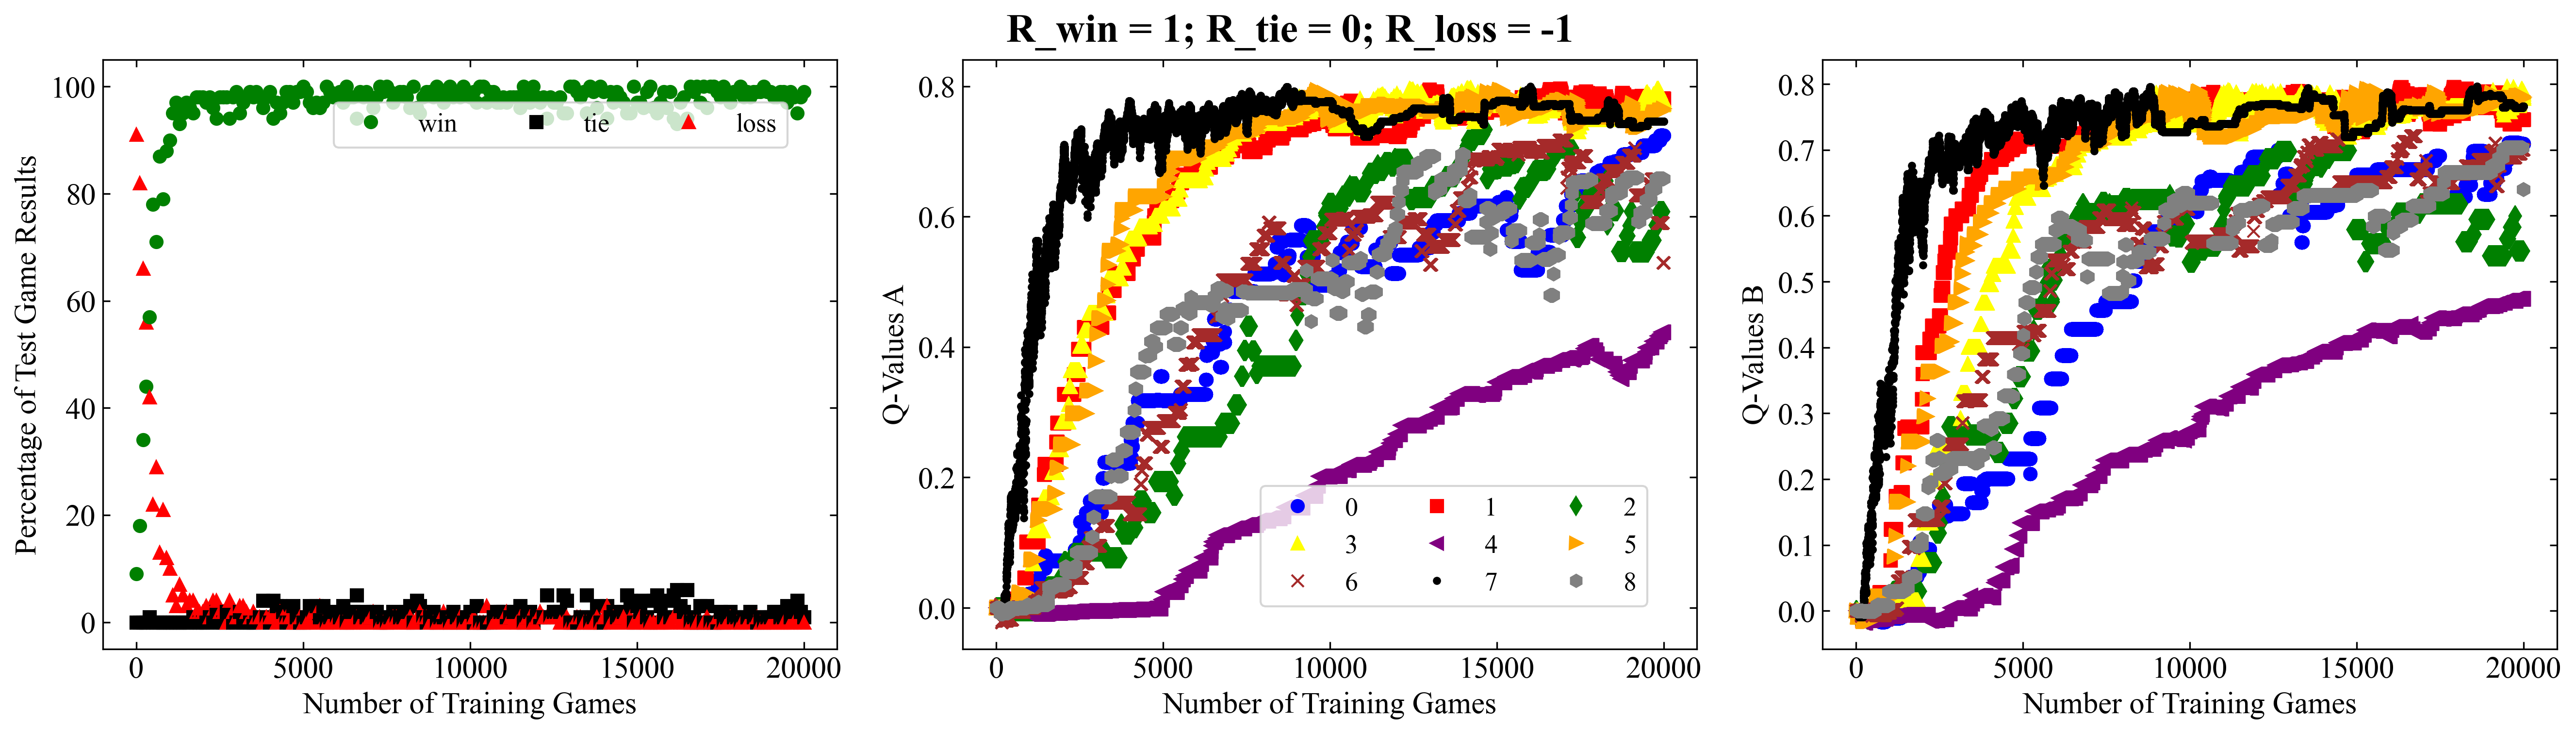 R_win = 1; R_tie = 0; R_loss = -1
Percentage of Test Game Results
100
80
60
40
20
0
win tie loss
0 5000 10000 15000 20000
Number of Training Games
Q-Values A
0.8
0.6
0.4
0.2
0.0
0 1 2
3 4 5
6 7 8
0 5000 10000 15000 20000
Number of Training Games
Q-Values B
0.8
0.7
0.6
0.5
0.4
0.3
0.2
0.1
0.0
0 5000 10000 15000 20000
Number of Training Games